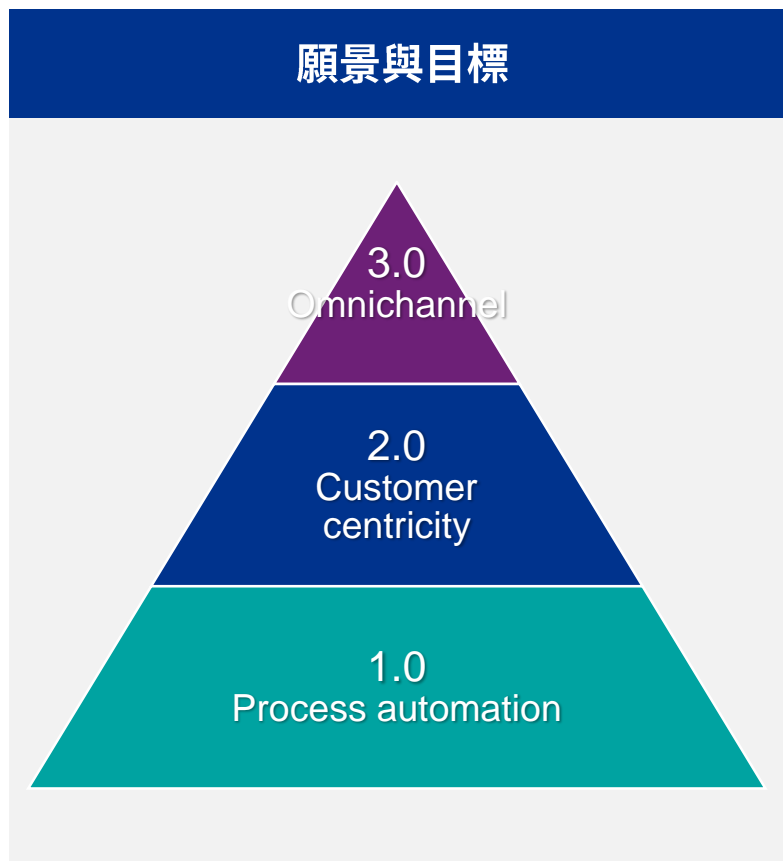 願景與目標
3.0
Omnichannel
2.0
Customer
centricity
1.0
Process automation